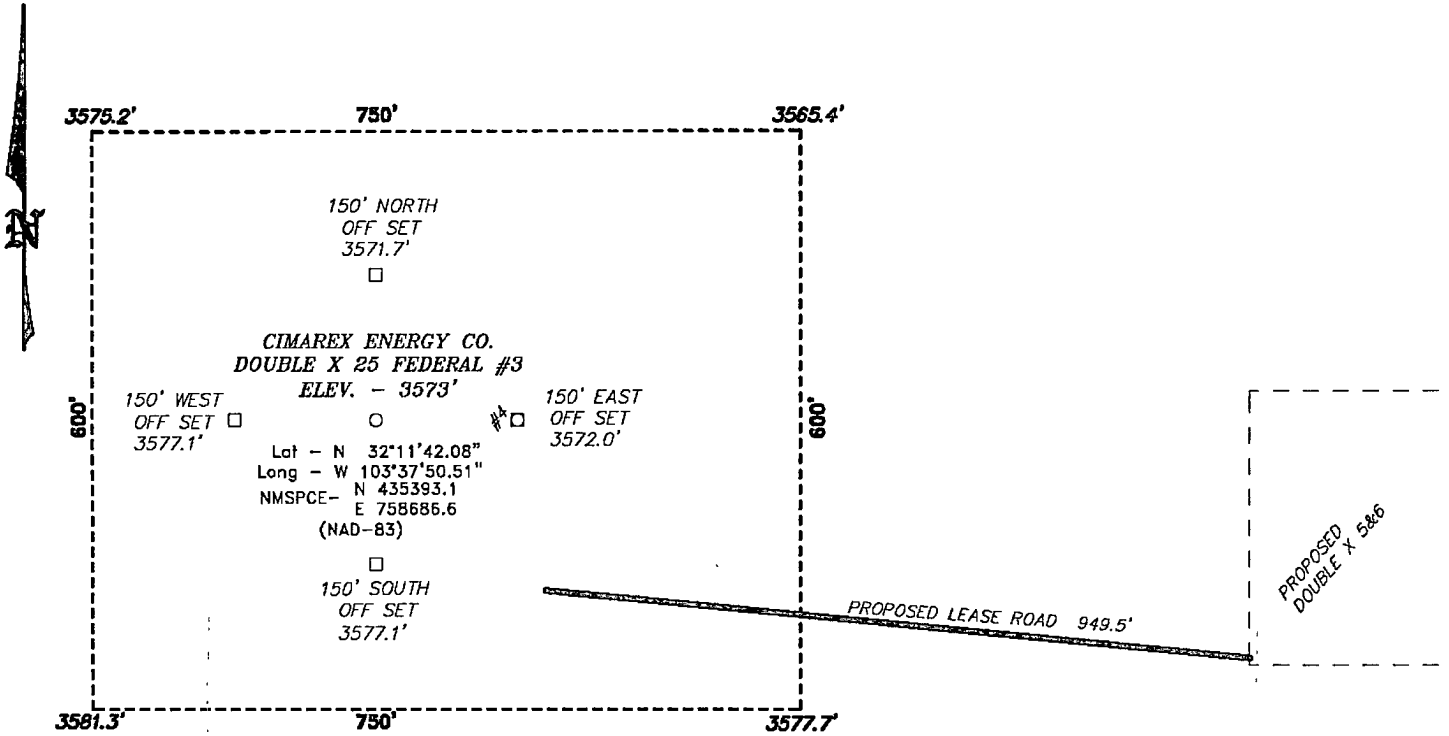 3575.2'
750'
3565.4'
150' NORTH
OFF SET
3571.7'
CIMAREX ENERGY CO.
DOUBLE X 25 FEDERAL #3
ELEV. - 3573'
600'
150' WEST
OFF SET
3577.1'
#4
150' EAST
OFF SET
3572.0'
600'
Lat - N 32°11'42.08"
Long - W 103°37'50.51"
NMSPCE- N 435393.1
E 758686.6
(NAD-83)
150' SOUTH
OFF SET
3577.1'
PROPOSED LEASE ROAD 949.5'
PROPOSED
DOUBLE X 5&6
3581.3'
750'
3577.7'